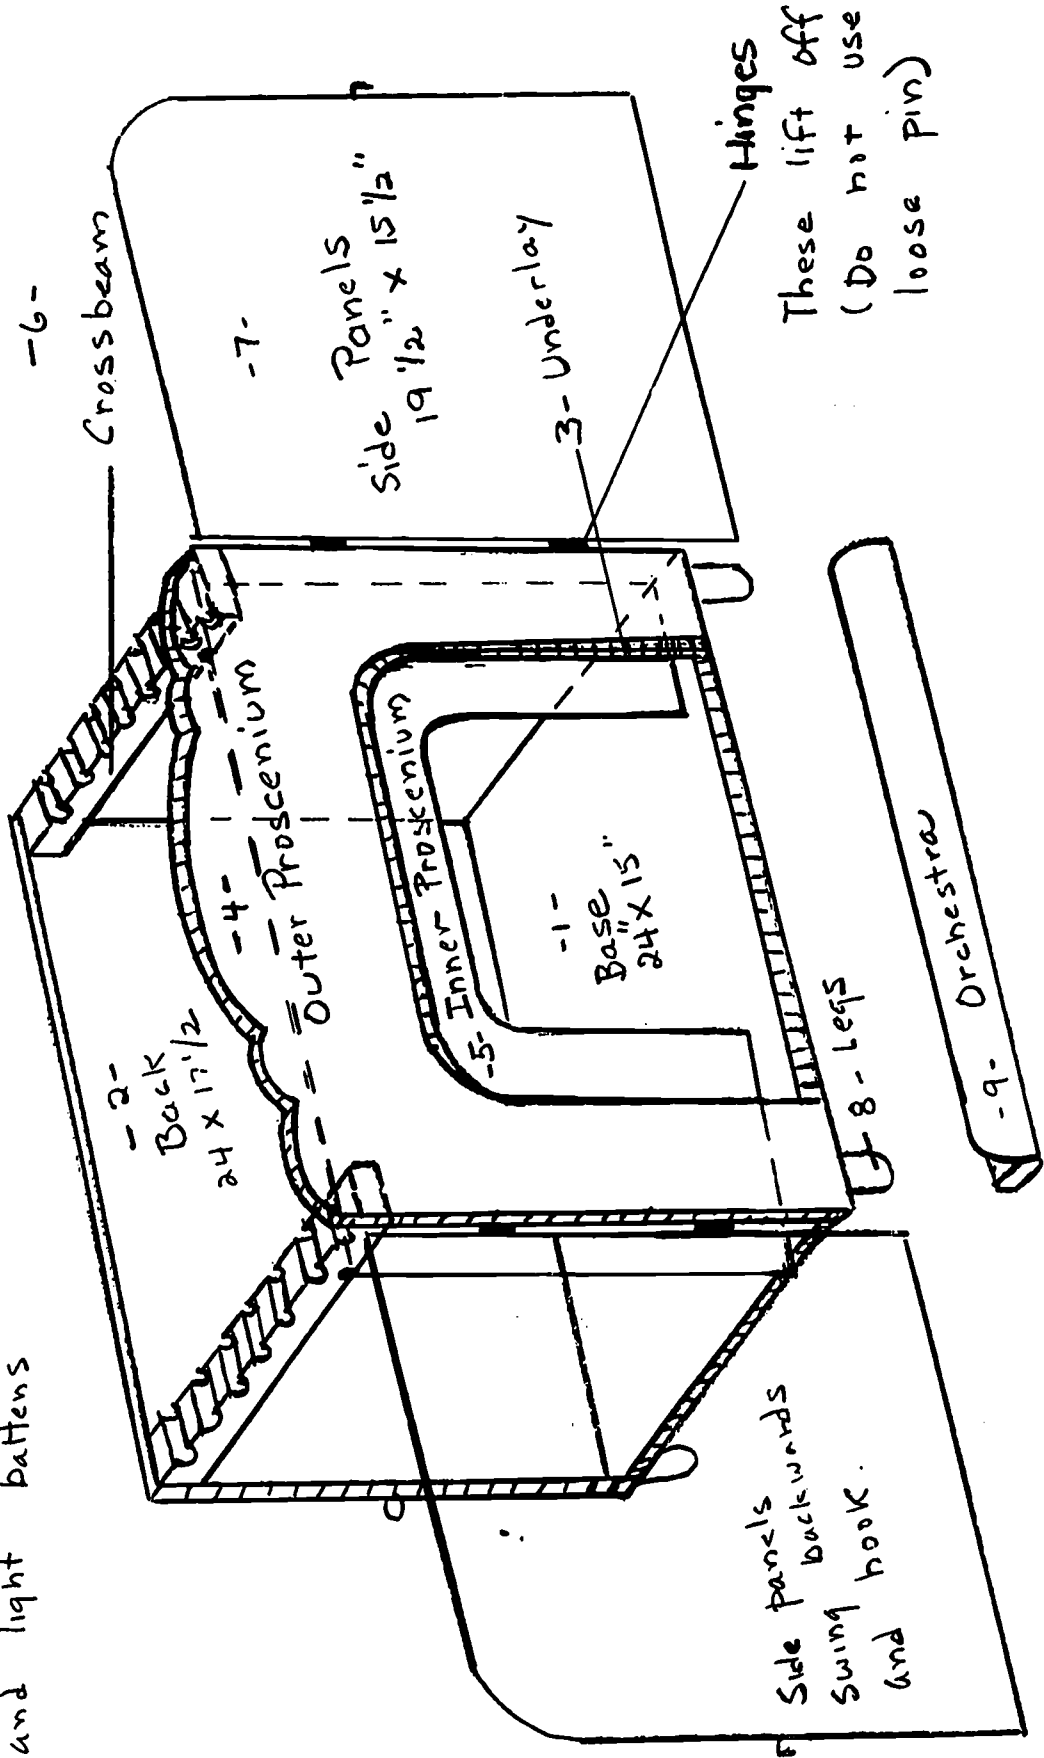 and light battens
-6-
Crossbeam
-2-
Back
24 x 17 1/2
-4-
Outer Proscenium
-7-
Side Panels
19 1/2" x 15 1/2"
-5- Inner Proscenium
3- Underlay
-1-
Base
24" x 15"
Hinges
These lift off
(Do not use
loose pin)
8 - Legs
-9- Orchestra
Side panels
swing backwards
and hook.